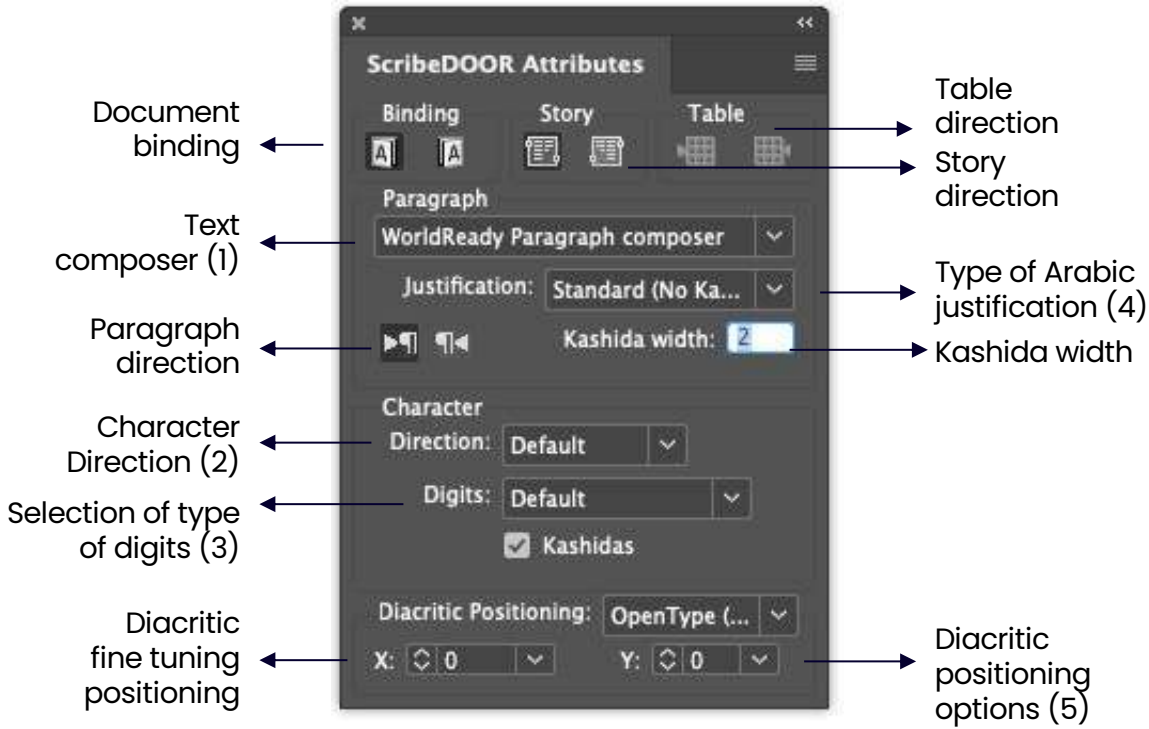 ScribeDOOR Attributes
Binding Story Table
Document
binding
Table
direction
Story
direction
Paragraph
Text
composer (1)
WorldReady Paragraph composer
Justification: Standard (No Ka...
Type of Arabic
justification (4)
Paragraph
direction
Kashida width: 2
Kashida width
Character
Character
Direction (2)
Direction: Default
Selection of type
of digits (3)
Digits: Default
Kashidas
Diacritic
fine tuning
positioning
Diacritic Positioning: OpenType (...
X: 0 Y: 0
Diacritic
positioning
options (5)